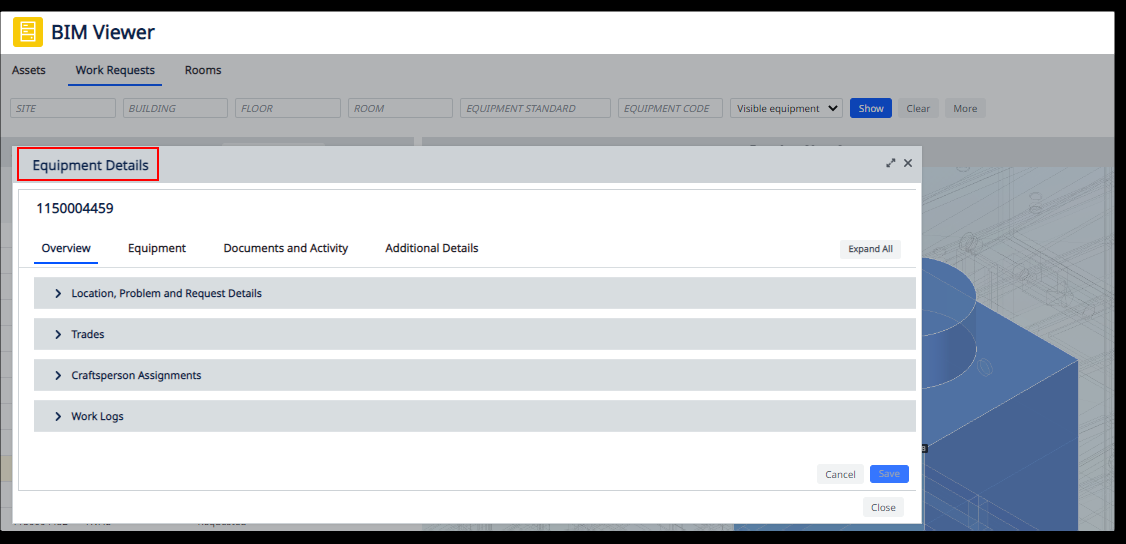 BIM Viewer
Assets Work Requests Rooms
SITE BUILDING FLOOR ROOM EQUIPMENT STANDARD EQUIPMENT CODE Visible equipment Show Clear More
Equipment Details
1150004459
Overview Equipment Documents and Activity Additional Details Expand All
Location, Problem and Request Details
Trades
Craftsperson Assignments
Work Logs
Cancel Save
Close